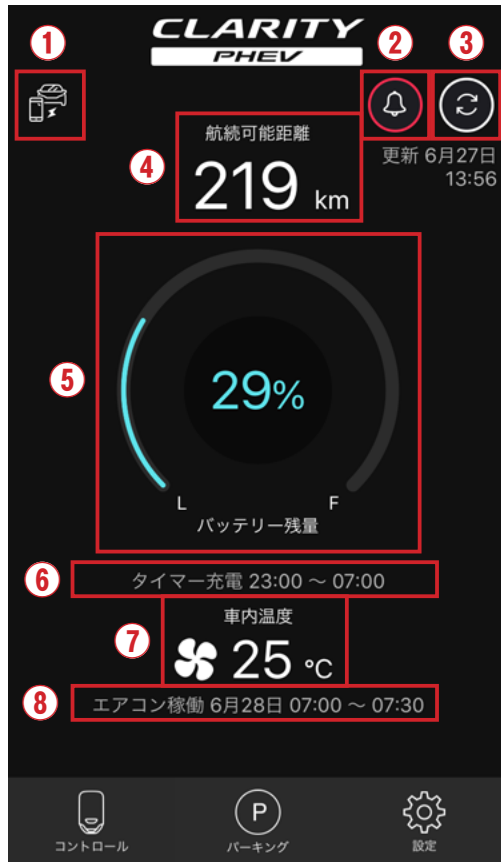 CLARITY
PHEV
1
2
3
更新 6月27日
13:56
4
航続可能距離
219 km
5
29%
L
F
バッテリー残量
6
タイマー充電 23:00 ～ 07:00
7
車内温度
25 °C
8
エアコン稼働 6月28日 07:00 ～ 07:30
P
コントロール
パーキング
設定